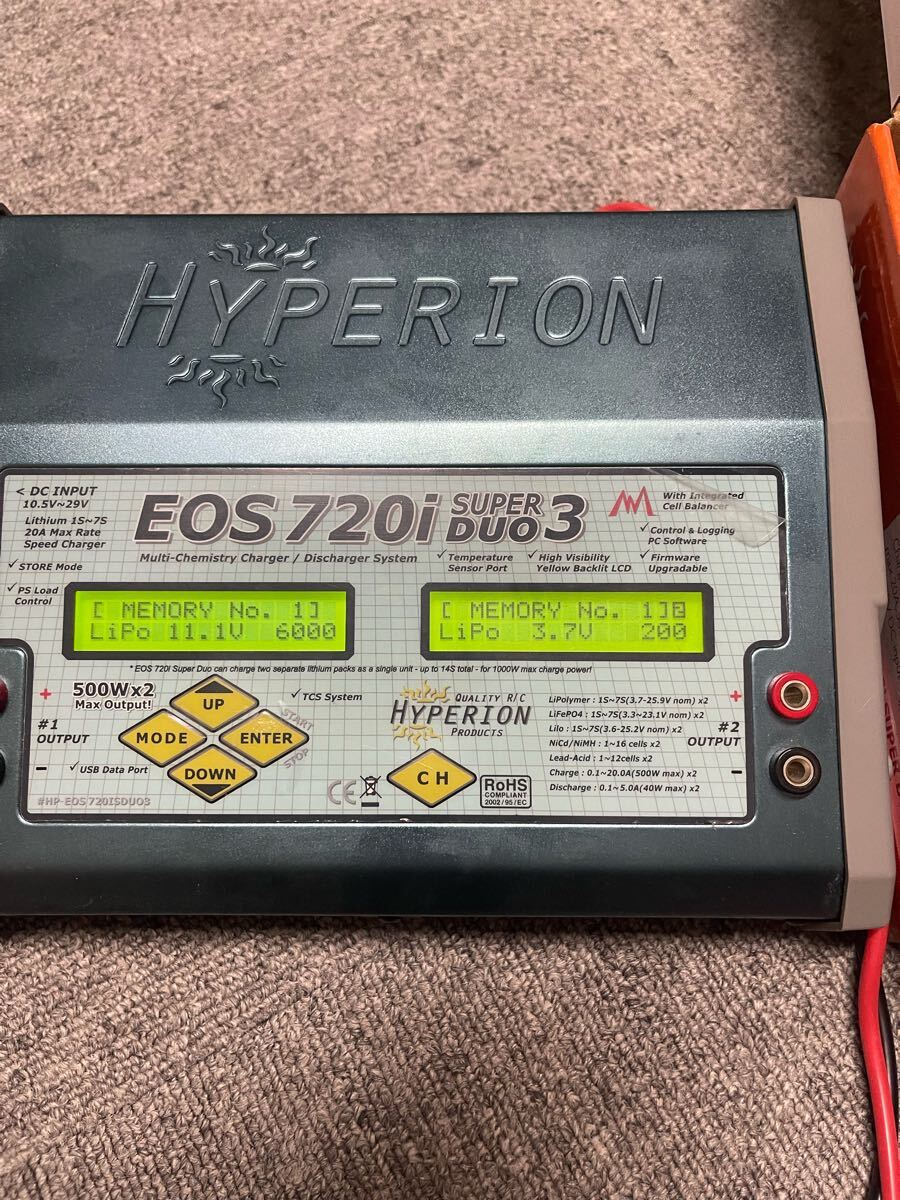 HYPERION
< DC INPUT
10.5V~29V
Lithium 1S~7S
20A Max Rate
Speed Charger
✓ STORE Mode
✓ PS Load
Control
EOS 720i SUPER DUO 3
Multi-Chemistry Charger / Discharger System
✓ Temperature
Sensor Port
✓ High Visibility
Yellow Backlit LCD
With Integrated
Cell Balancer
✓ Control & Logging
PC Software
✓ Firmware
Upgradable
[ MEMORY No. 1]
LiPo 11.1V 6000
[ MEMORY No. 1]
LiPo 3.7V 200
* EOS 720i Super Duo can charge two separate lithium packs as a single unit - up to 14S total - for 1000W max charge power!
+
500W x2
Max Output!
#1
OUTPUT
-
✓ USB Data Port
#HP-EOS 720ISDUO3
UP
MODE
ENTER
DOWN
START
STOP
✓ TCS System
QUALITY R/C
HYPERION
PRODUCTS
CH
CE
RoHS
COMPLIANT
2002/95/EC
LiPolymer : 1S~7S(3.7-25.9V nom) x2
LiFePO4 : 1S~7S(3.3~23.1V nom) x2
LiIo : 1S~7S(3.6-25.2V nom) x2
NiCd/NiMH : 1~16 cells x2
Lead-Acid : 1~12cells x2
Charge : 0.1~20.0A(500W max) x2
Discharge : 0.1~5.0A(40W max) x2
+
#2
OUTPUT
-